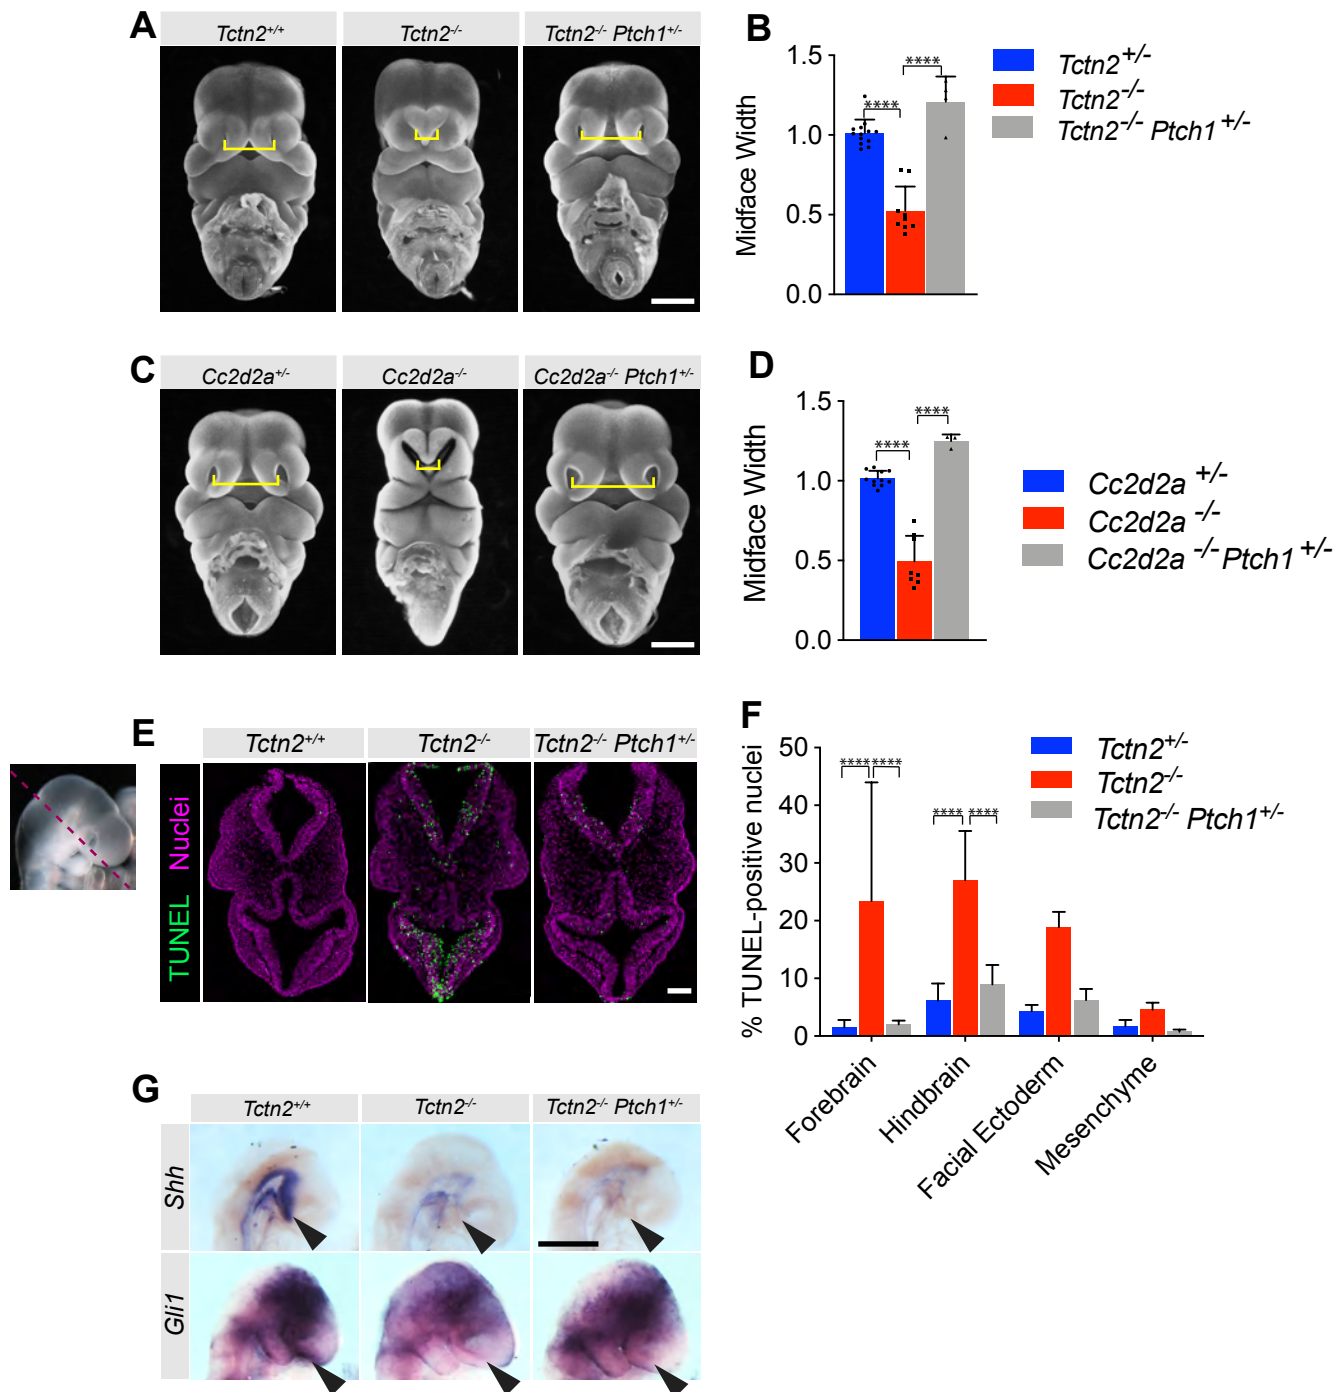 A
Tctn2+/+
Tctn2-/-
Tctn2-/- Ptch1+/-
B
1.5
1.0
0.5
0.0
Midface Width
****
****
Tctn2+/-
Tctn2-/-
Tctn2-/- Ptch1+/-
C
Cc2d2a+/-
Cc2d2a-/-
Cc2d2a-/- Ptch1+/-
D
1.5
1.0
0.5
0.0
Midface Width
****
****
Cc2d2a +/-
Cc2d2a -/-
Cc2d2a -/- Ptch1 +/-
E
Tctn2+/+
Tctn2-/-
Tctn2-/- Ptch1+/-
TUNEL Nuclei
F
50
40
30
20
10
0
% TUNEL-positive nuclei
****
****
****
****
Tctn2+/-
Tctn2-/-
Tctn2-/- Ptch1+/-
Forebrain
Hindbrain
Facial Ectoderm
Mesenchyme
G
Tctn2+/+
Tctn2-/-
Tctn2-/- Ptch1+/-
Shh
Gli1